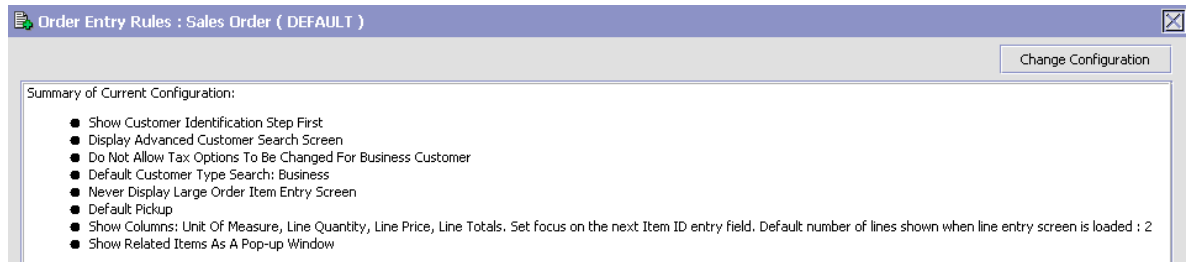 Order Entry Rules : Sales Order ( DEFAULT )
Change Configuration
Summary of Current Configuration:
Show Customer Identification Step First
Display Advanced Customer Search Screen
Do Not Allow Tax Options To Be Changed For Business Customer
Default Customer Type Search: Business
Never Display Large Order Item Entry Screen
Default Pickup
Show Columns: Unit Of Measure, Line Quantity, Line Price, Line Totals. Set focus on the next Item ID entry field. Default number of lines shown when line entry screen is loaded : 2
Show Related Items As A Pop-up Window